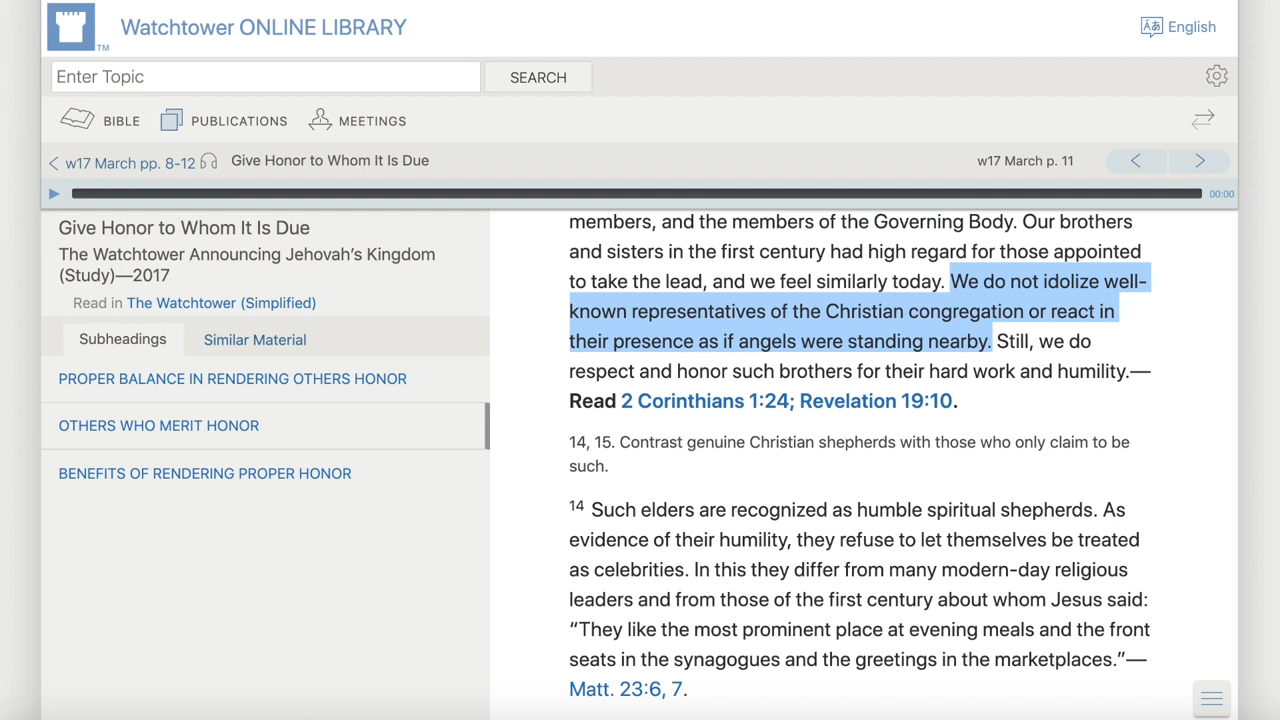 Watchtower ONLINE LIBRARY
TM
English
Enter Topic
SEARCH
BIBLE
PUBLICATIONS
MEETINGS
w17 March pp. 8-12
Give Honor to Whom It Is Due
w17 March p. 11
00:00
Give Honor to Whom It Is Due
The Watchtower Announcing Jehovah’s Kingdom
(Study)—2017
Read in The Watchtower (Simplified)
Subheadings
Similar Material
PROPER BALANCE IN RENDERING OTHERS HONOR
OTHERS WHO MERIT HONOR
BENEFITS OF RENDERING PROPER HONOR
members, and the members of the Governing Body. Our brothers
and sisters in the first century had high regard for those appointed
to take the lead, and we feel similarly today. We do not idolize well-
known representatives of the Christian congregation or react in
their presence as if angels were standing nearby. Still, we do
respect and honor such brothers for their hard work and humility.—
Read 2 Corinthians 1:24; Revelation 19:10.
14, 15. Contrast genuine Christian shepherds with those who only claim to be
such.
14 Such elders are recognized as humble spiritual shepherds. As
evidence of their humility, they refuse to let themselves be treated
as celebrities. In this they differ from many modern-day religious
leaders and from those of the first century about whom Jesus said:
“They like the most prominent place at evening meals and the front
seats in the synagogues and the greetings in the marketplaces.”—
Matt. 23:6, 7.